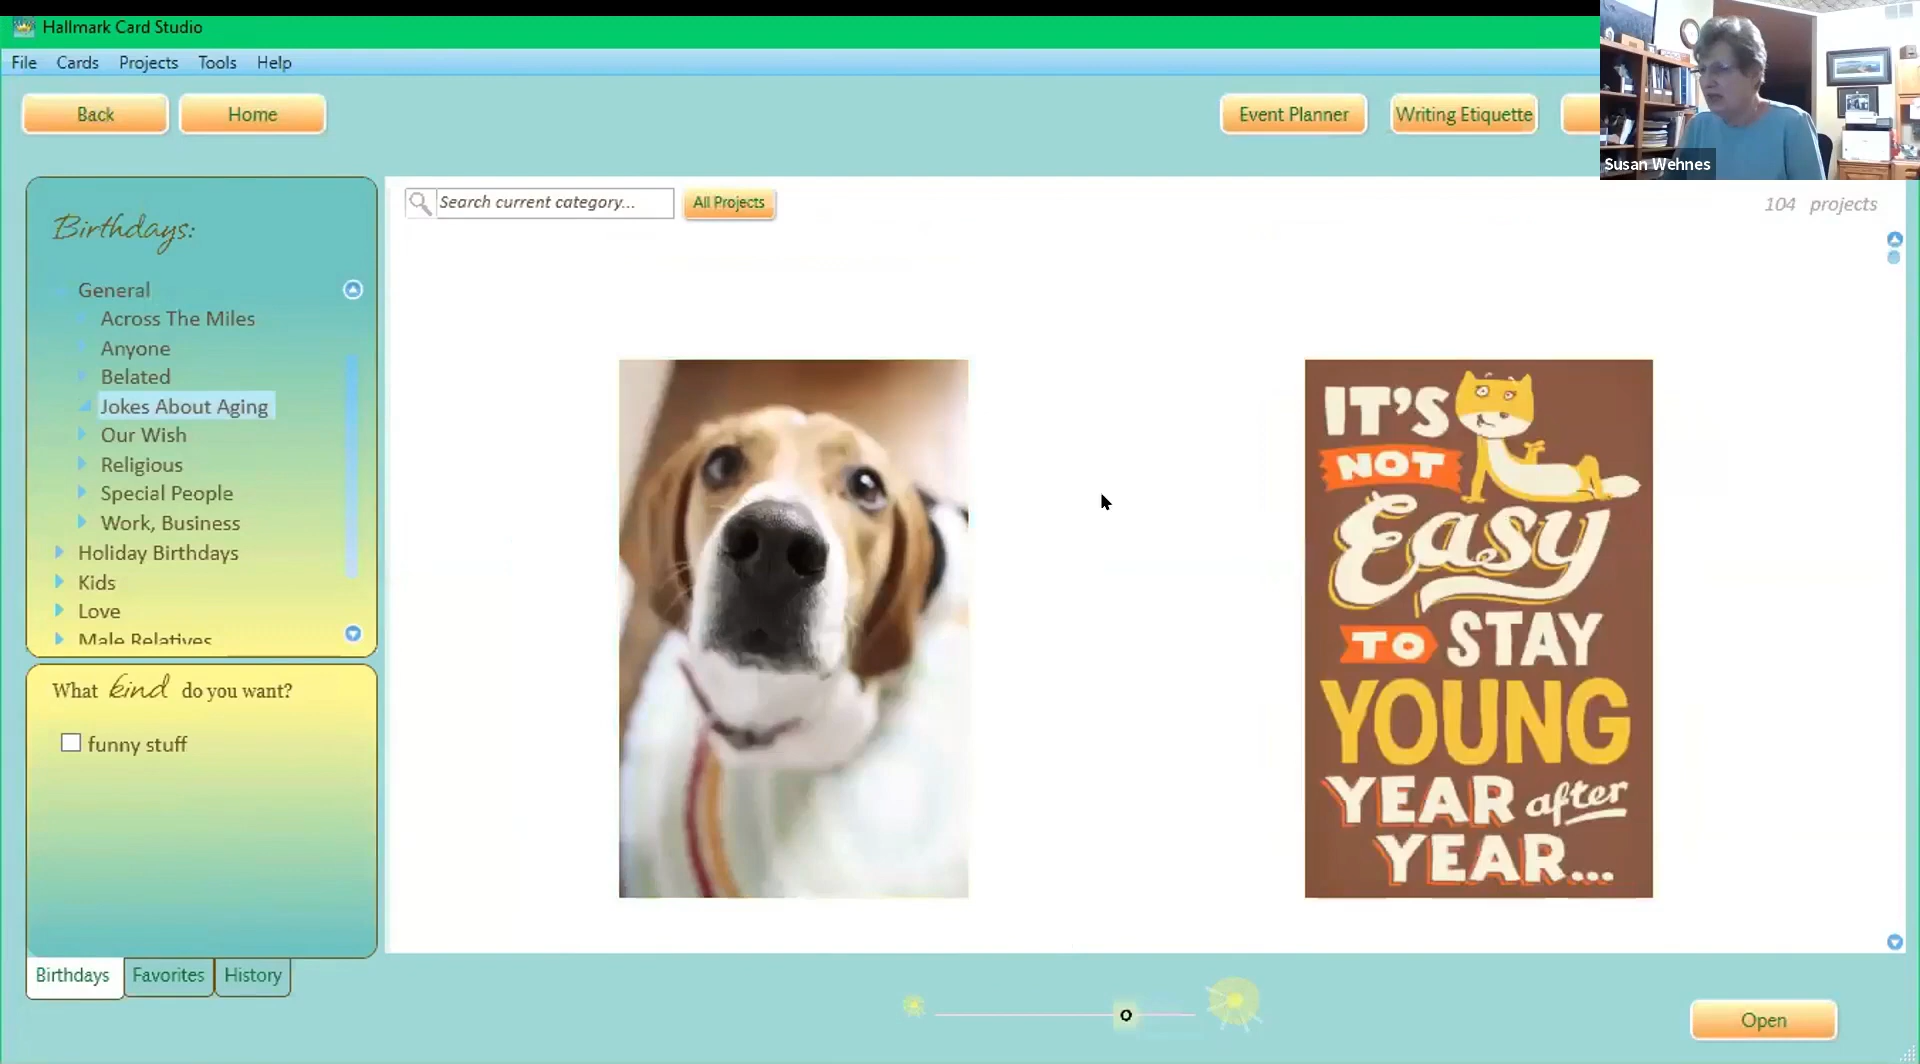 Hallmark Card Studio
File Cards Projects Tools Help
Back Home Event Planner Writing Etiquette
Susan Wehnes
Birthdays:
General
Across The Miles
Anyone
Belated
Jokes About Aging
Our Wish
Religious
Special People
Work, Business
Holiday Birthdays
Kids
Love
Male Relatives
What kind do you want?
funny stuff
Birthdays Favorites History
Search current category... All Projects 104 projects
IT'S
NOT
Easy
TO STAY
YOUNG
YEAR after
YEAR...
Open